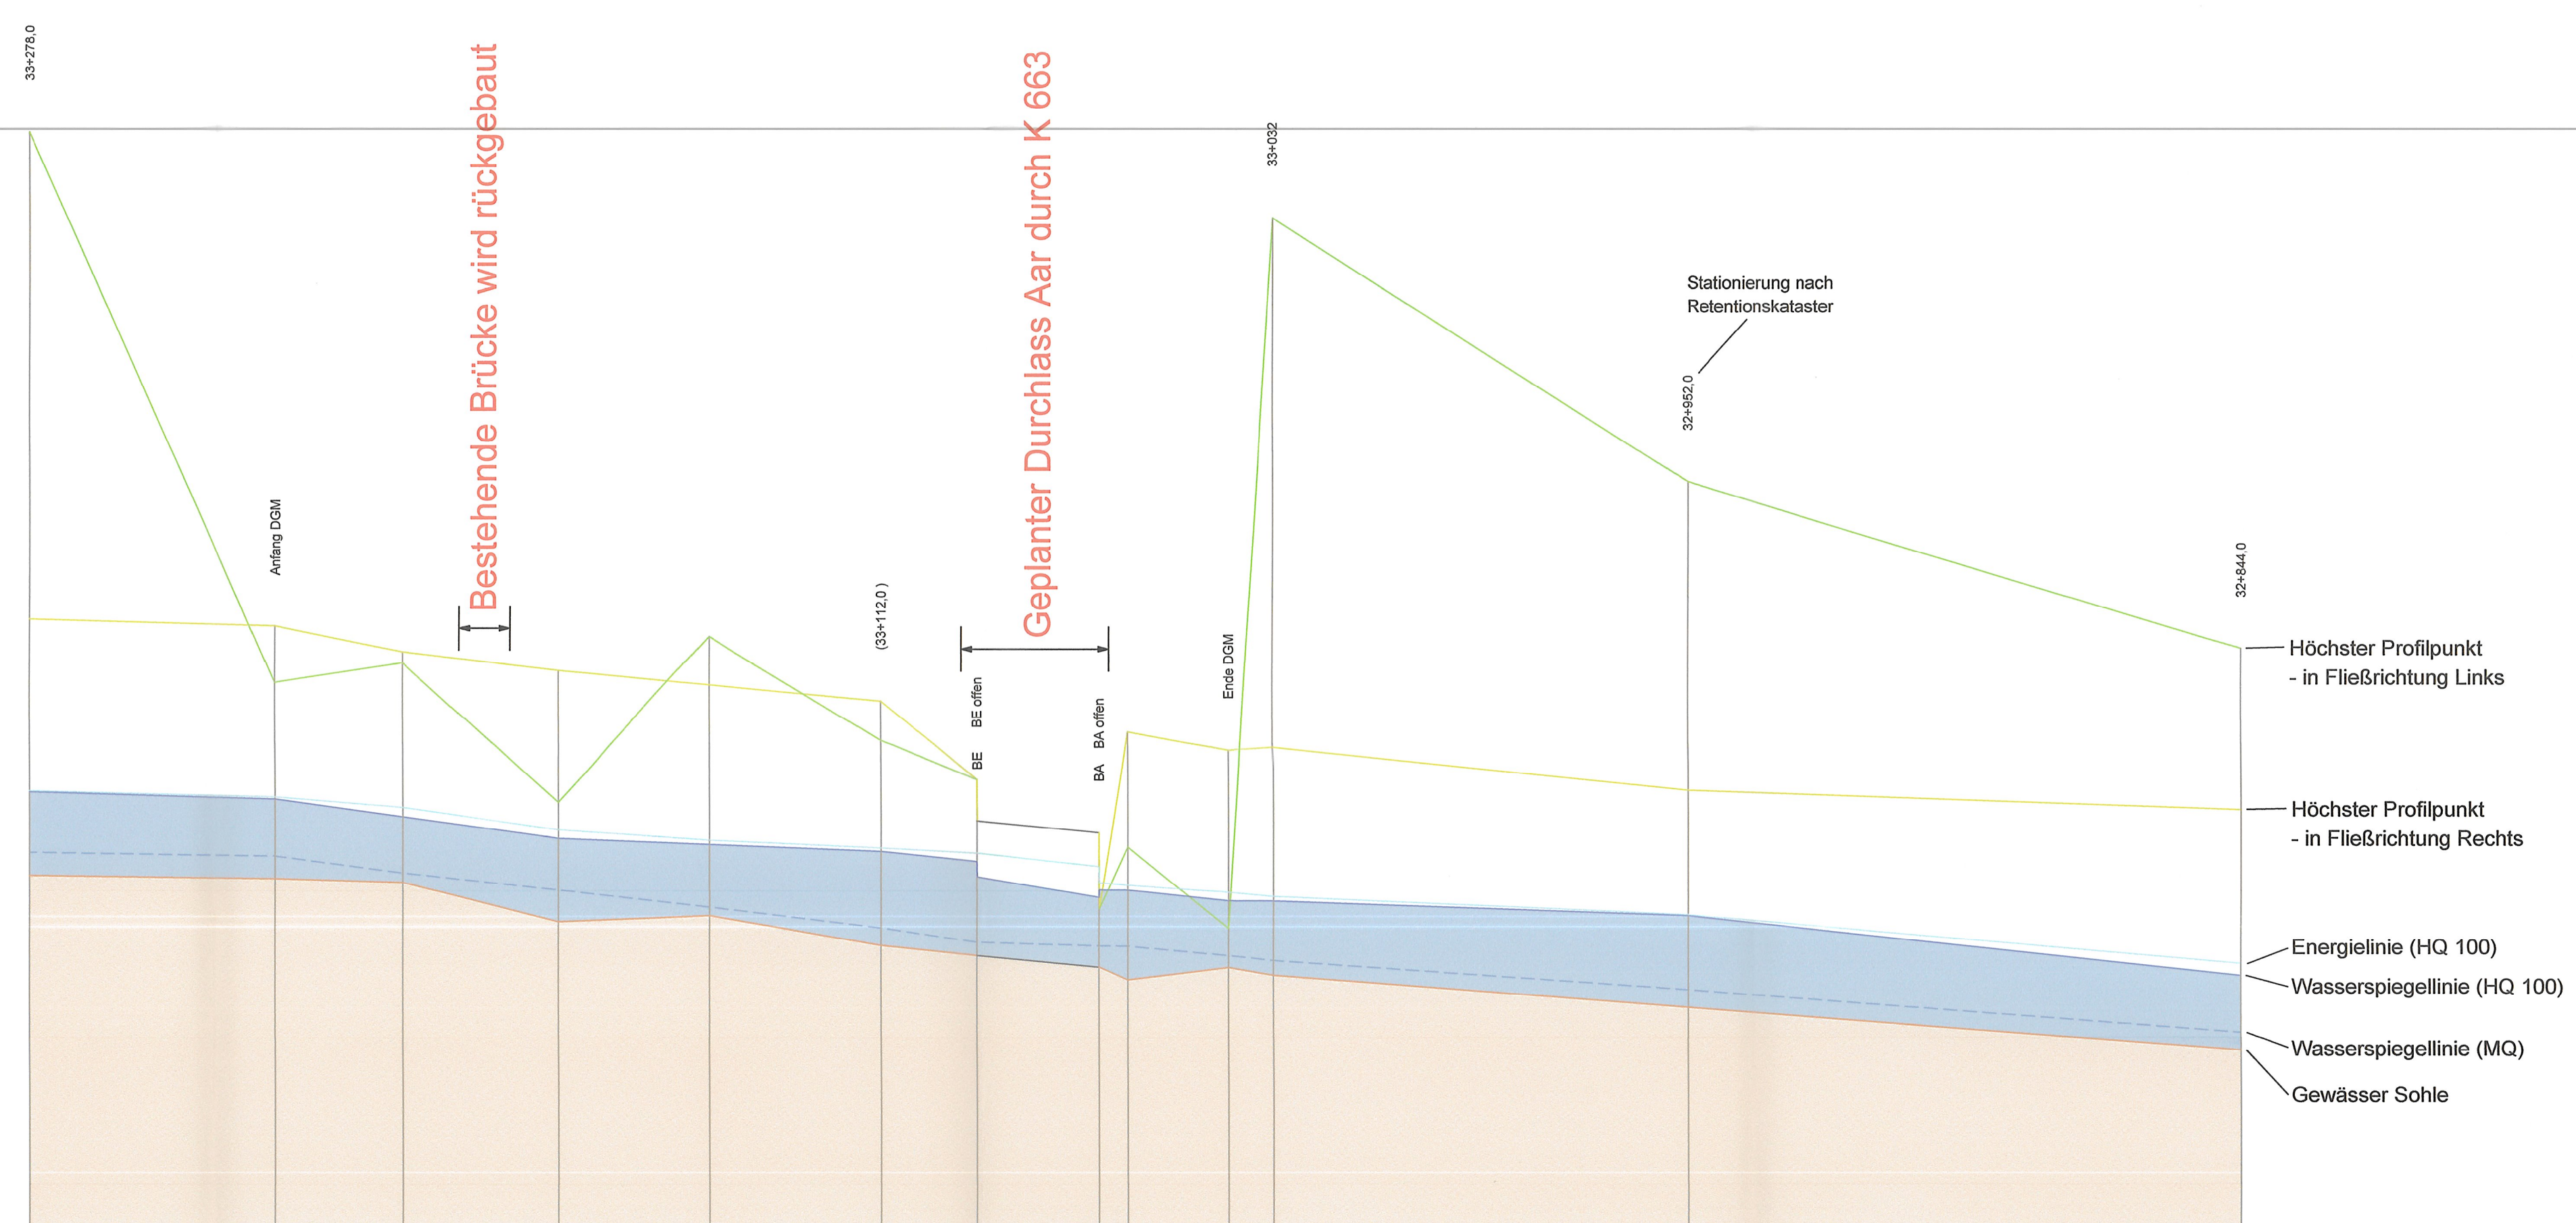 33+278,0
Anfang DGM
Bestehende Brücke wird rückgebaut
(33+112,0 )
BE
BE offen
Geplanter Durchlass Aar durch K 663
BA
BA offen
Ende DGM
33+032
Stationierung nach
Retentionskataster
32+952,0
32+844,0
Höchster Profilpunkt
- in Fließrichtung Links
Höchster Profilpunkt
- in Fließrichtung Rechts
Energielinie (HQ 100)
Wasserspiegellinie (HQ 100)
Wasserspiegellinie (MQ)
Gewässer Sohle